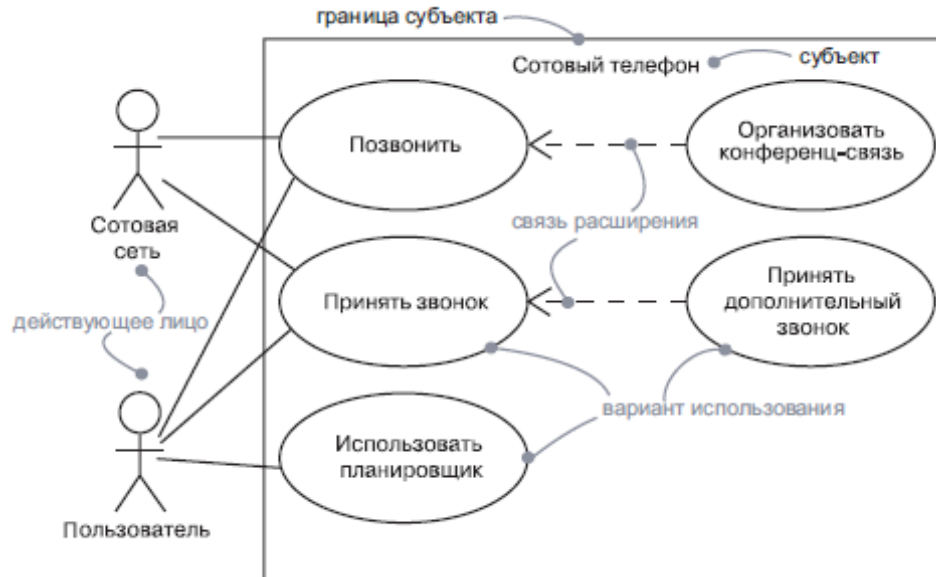 граница субъекта
субъект
Сотовый телефон
Позвонить
Организовать
конференц-связь
Сотовая
сеть
связь расширения
Принять звонок
Принять
дополнительный
звонок
действующее лицо
вариант использования
Использовать
планировщик
Пользователь